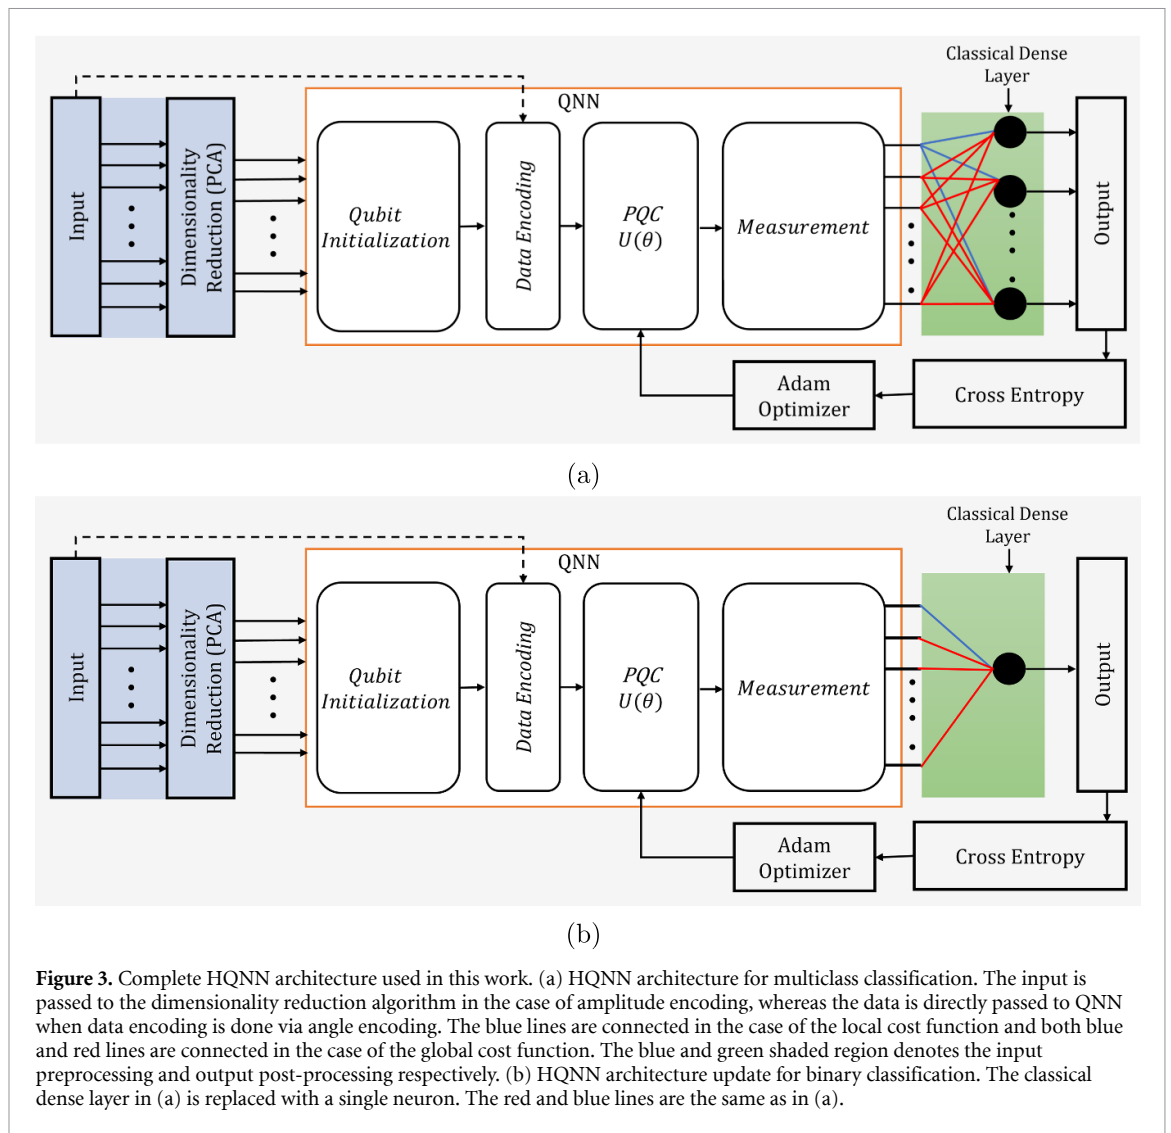 Classical Dense
Layer
QNN
Input
Dimensionality
Reduction (PCA)
Qubit
Initialization
Data Encoding
PQC
U(θ)
Measurement
Output
Adam
Optimizer
Cross Entropy
(a)
Classical Dense
Layer
QNN
Input
Dimensionality
Reduction (PCA)
Qubit
Initialization
Data Encoding
PQC
U(θ)
Measurement
Output
Adam
Optimizer
Cross Entropy
(b)
Figure 3. Complete HQNN architecture used in this work. (a) HQNN architecture for multiclass classification. The input is
passed to the dimensionality reduction algorithm in the case of amplitude encoding, whereas the data is directly passed to QNN
when data encoding is done via angle encoding. The blue lines are connected in the case of the local cost function and both blue
and red lines are connected in the case of the global cost function. The blue and green shaded region denotes the input
preprocessing and output post-processing respectively. (b) HQNN architecture update for binary classification. The classical
dense layer in (a) is replaced with a single neuron. The red and blue lines are the same as in (a).